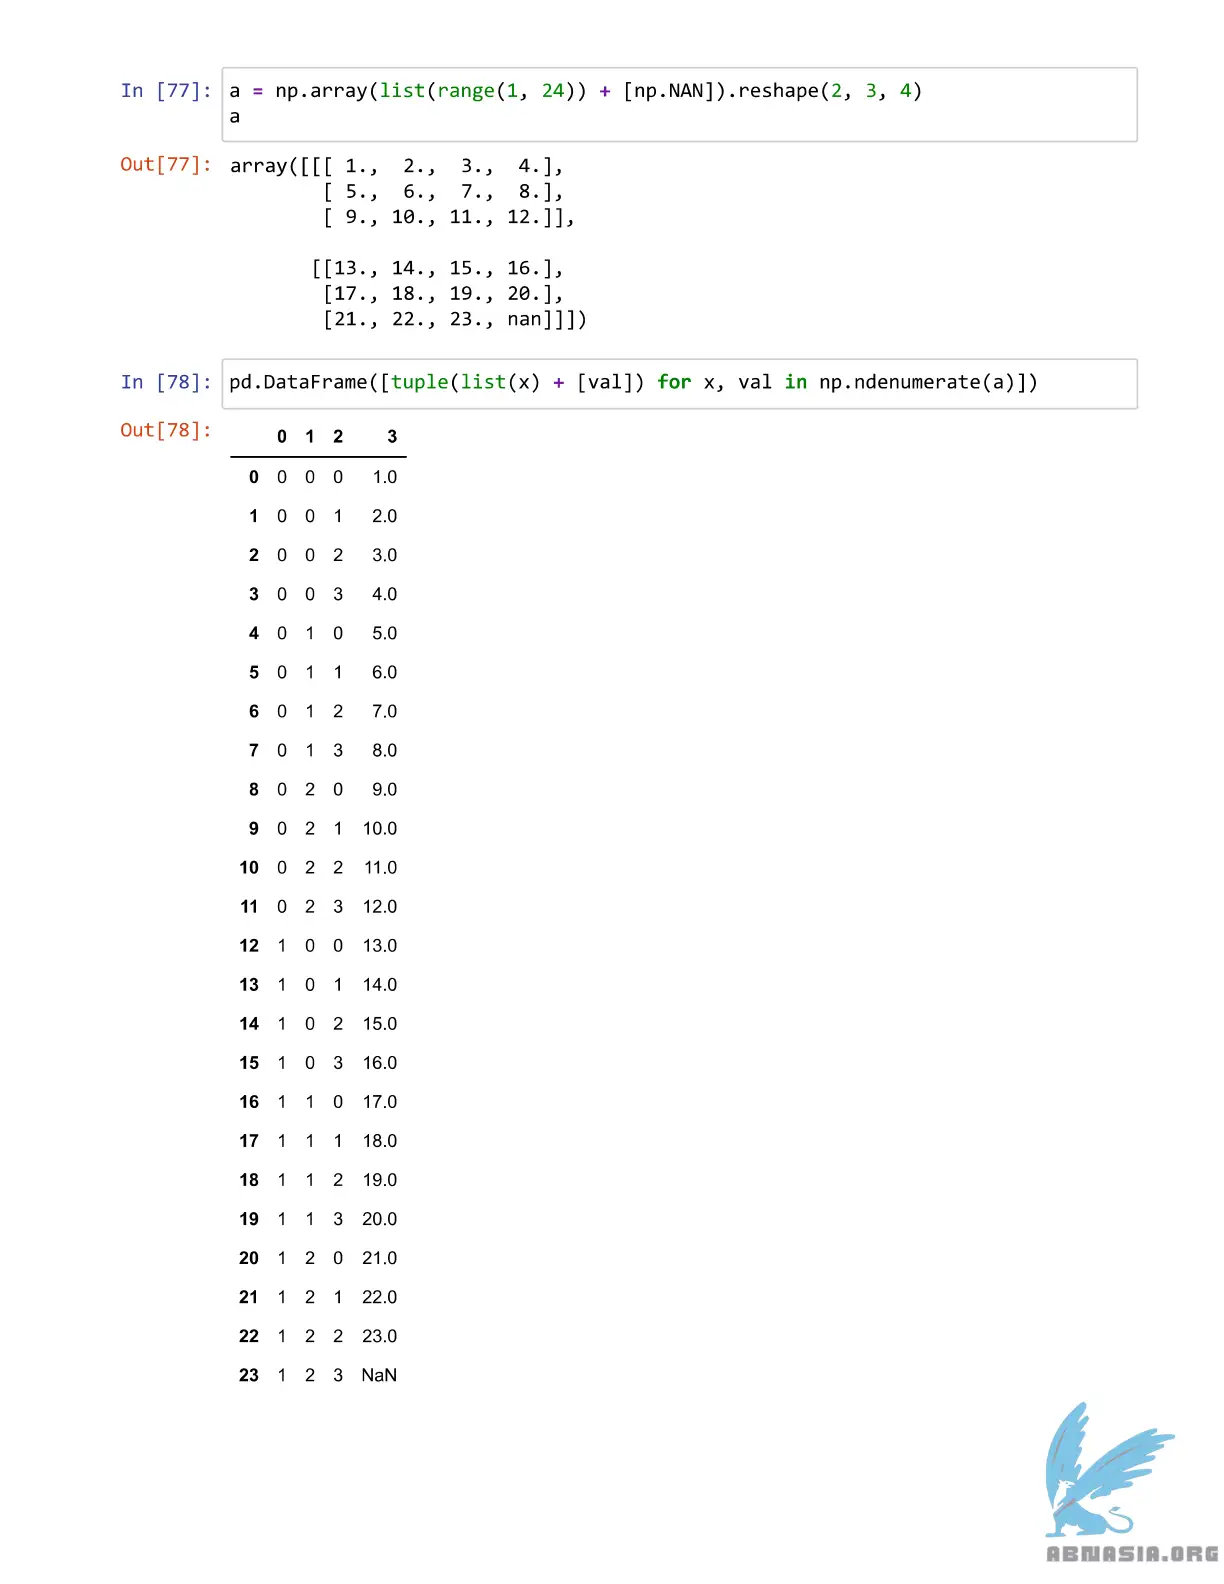 In [77]: a = np.array(list(range(1, 24)) + [np.NAN]).reshape(2, 3, 4)
a
Out[77]: array([[[ 1.,  2.,  3.,  4.],
[ 5.,  6.,  7.,  8.],
[ 9., 10., 11., 12.]],
[[13., 14., 15., 16.],
[17., 18., 19., 20.],
[21., 22., 23., nan]]])
In [78]: pd.DataFrame([tuple(list(x) + [val]) for x, val in np.ndenumerate(a)])
Out[78]:
0 1 2 3
0 0 0 0 1.0
1 0 0 1 2.0
2 0 0 2 3.0
3 0 0 3 4.0
4 0 1 0 5.0
5 0 1 1 6.0
6 0 1 2 7.0
7 0 1 3 8.0
8 0 2 0 9.0
9 0 2 1 10.0
10 0 2 2 11.0
11 0 2 3 12.0
12 1 0 0 13.0
13 1 0 1 14.0
14 1 0 2 15.0
15 1 0 3 16.0
16 1 1 0 17.0
17 1 1 1 18.0
18 1 1 2 19.0
19 1 1 3 20.0
20 1 2 0 21.0
21 1 2 1 22.0
22 1 2 2 23.0
23 1 2 3 NaN
ABNASIA.ORG